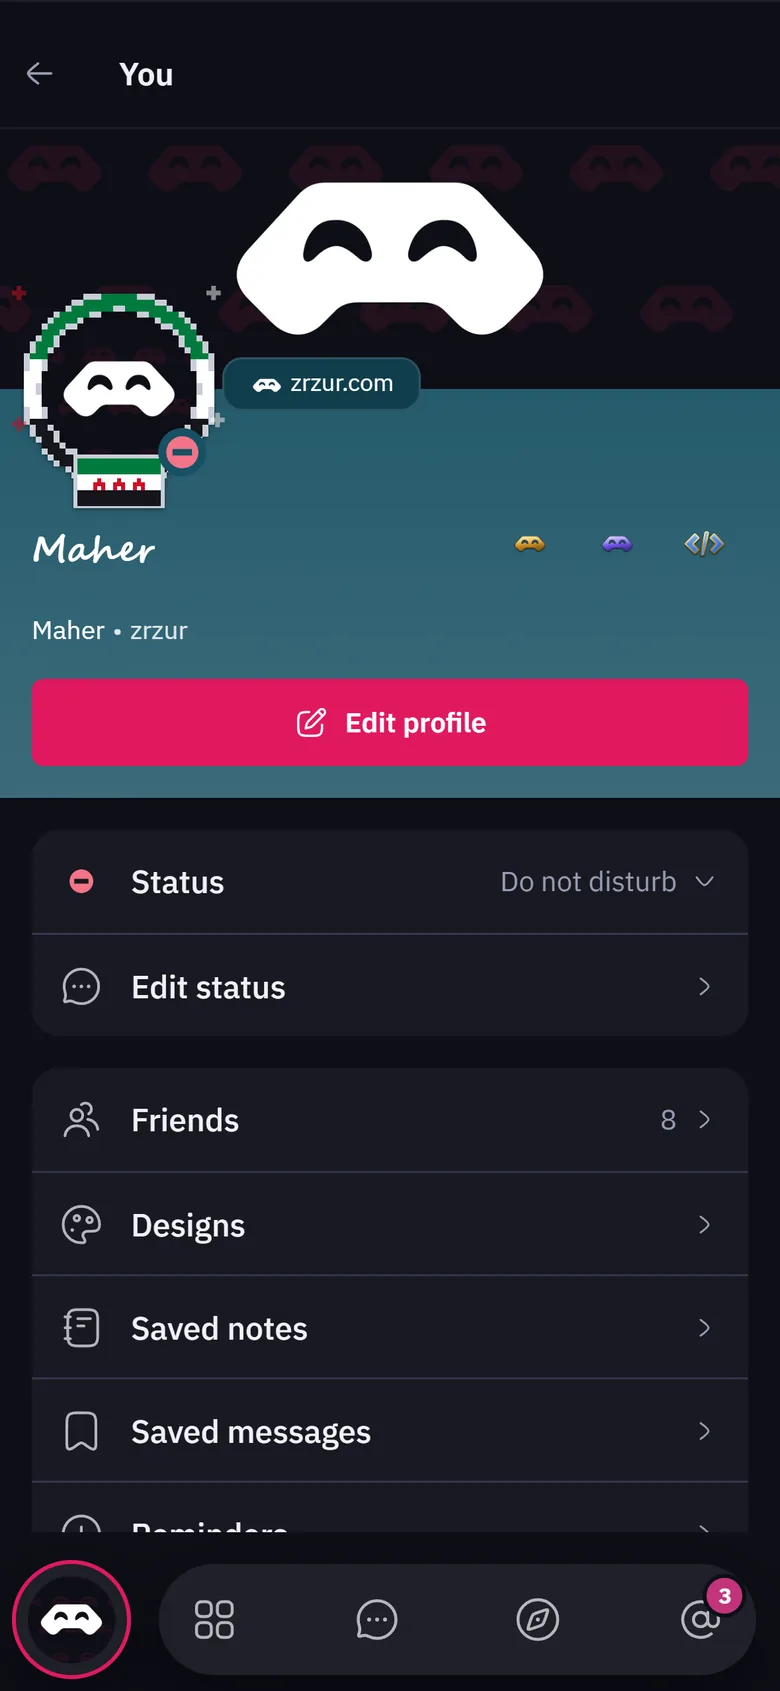 You
zrzur.com
Maher
Maher • zrzur
Edit profile
Status
Do not disturb
Edit status
Friends
8
Designs
Saved notes
Saved messages
Reminders
3